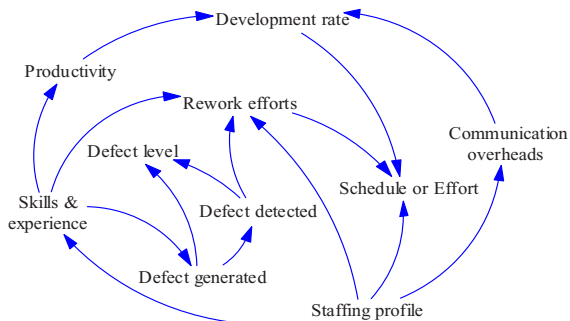 Development rate
Productivity
Rework efforts
Communication
overheads
Defect level
Schedule or Effort
Skills &
experience
Defect detected
Defect generated
Staffing profile